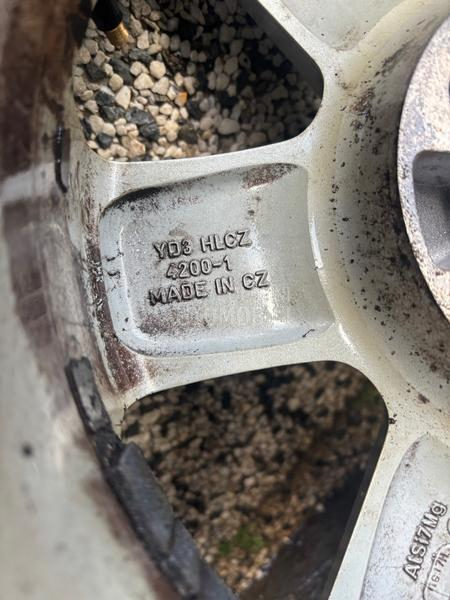 YD3 HLCZ
4200-1
MADE IN CZ
AlSi7Mg